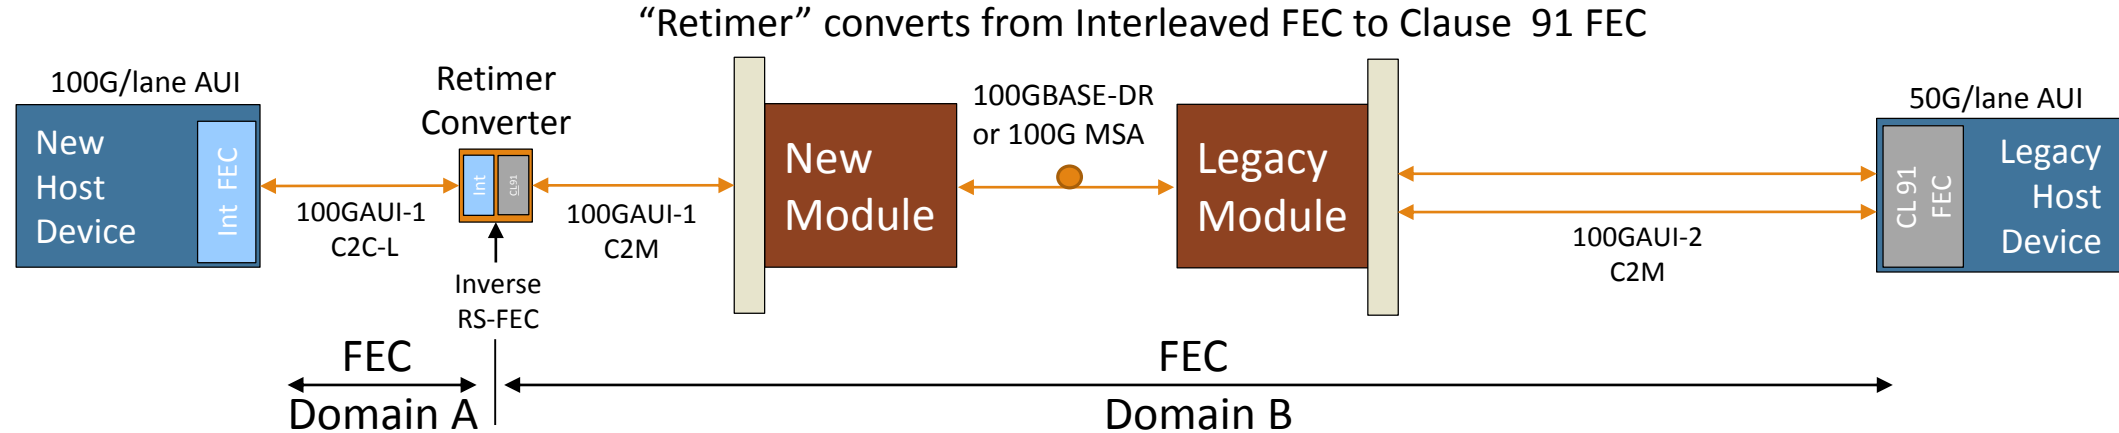 “Retimer” converts from Interleaved FEC to Clause 91 FEC
100G/lane AUI
New
Host
Device
Int FEC
100GAUI-1
C2C-L
Retimer
Converter
Int
CL91
Inverse
RS-FEC
100GAUI-1
C2M
New
Module
100GBASE-DR
or 100G MSA
Legacy
Module
100GAUI-2
C2M
50G/lane AUI
CL91
FEC
Legacy
Host
Device
FEC
Domain A
FEC
Domain B